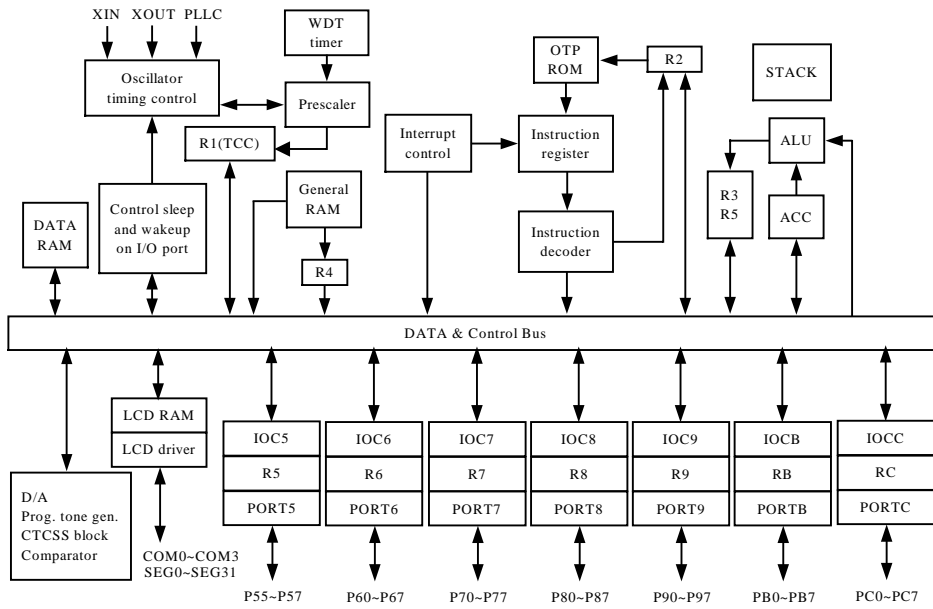 XIN XOUT PLLC
WDT
timer
Oscillator
timing control
Prescaler
R1(TCC)
OTP
ROM
R2
STACK
Interrupt
control
Instruction
register
ALU
DATA
RAM
Control sleep
and wakeup
on I/O port
General
RAM
R4
Instruction
decoder
R3
R5
ACC
DATA & Control Bus
LCD RAM
LCD driver
D/A
Prog. tone gen.
CTCSS block
Comparator
COM0~COM3
SEG0~SEG31
IOC5
R5
PORT5
P55~P57
IOC6
R6
PORT6
P60~P67
IOC7
R7
PORT7
P70~P77
IOC8
R8
PORT8
P80~P87
IOC9
R9
PORT9
P90~P97
IOCB
RB
PORTB
PB0~PB7
IOCC
RC
PORTC
PC0~PC7